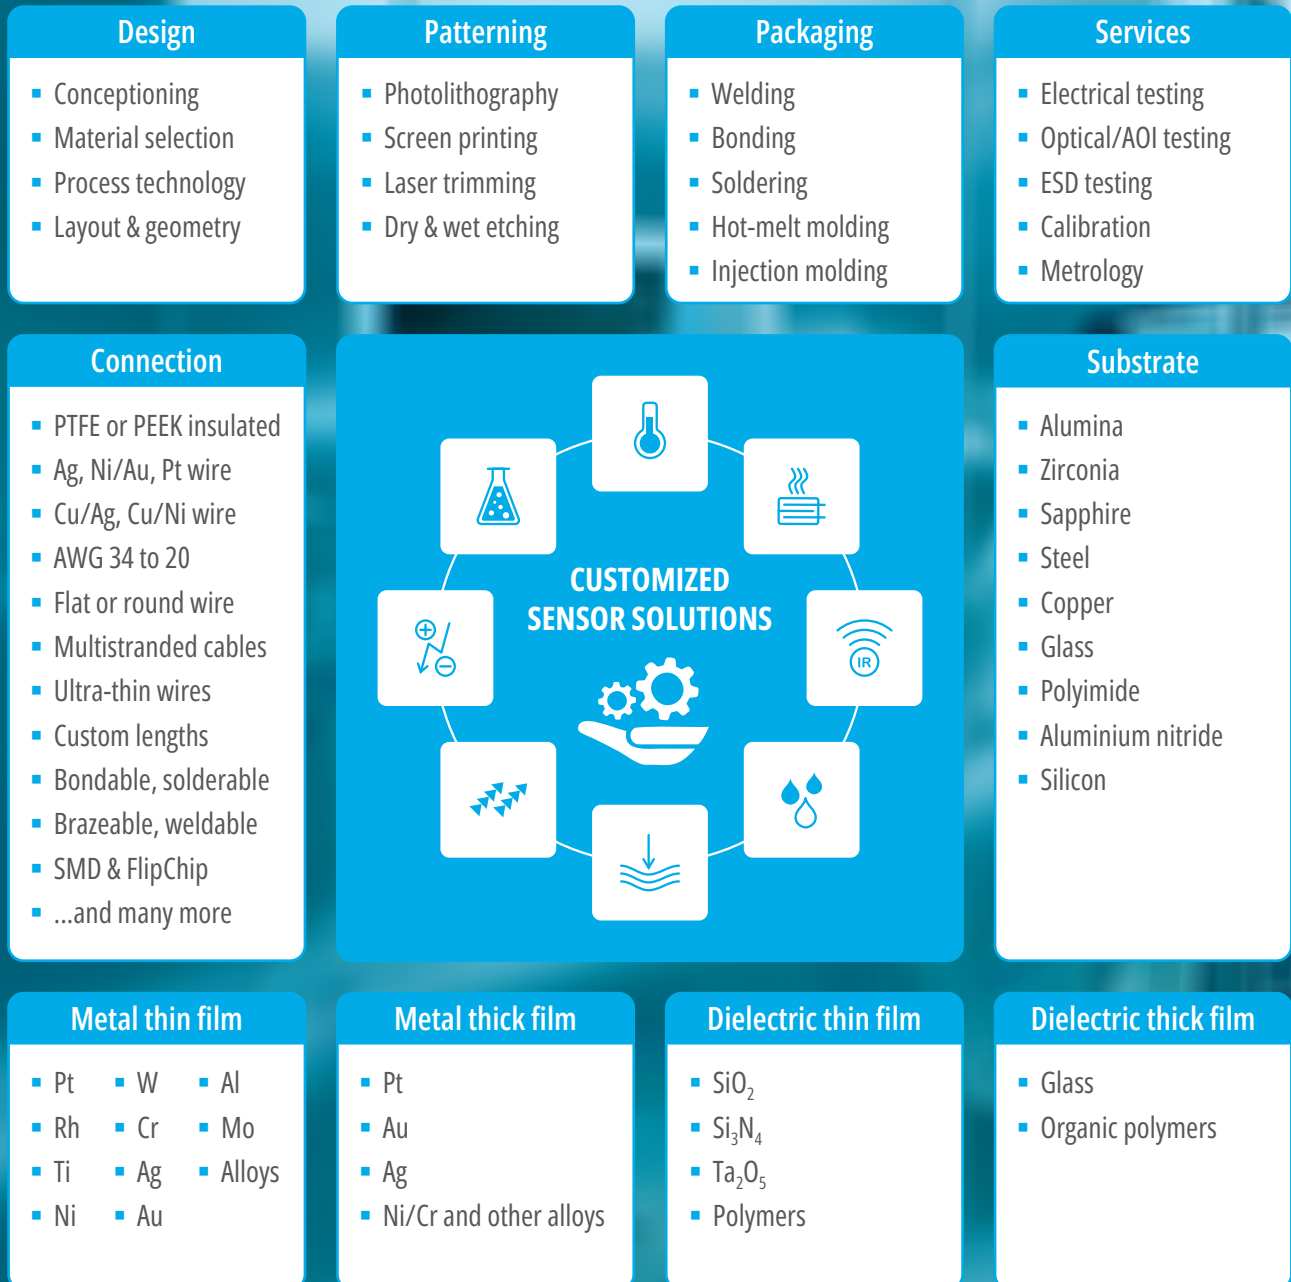 Design
Conceptioning
Material selection
Process technology
Layout & geometry
Patterning
Photolithography
Screen printing
Laser trimming
Dry & wet etching
Packaging
Welding
Bonding
Soldering
Hot-melt molding
Injection molding
Services
Electrical testing
Optical/AOI testing
ESD testing
Calibration
Metrology
Connection
PTFE or PEEK insulated
Ag, Ni/Au, Pt wire
Cu/Ag, Cu/Ni wire
AWG 34 to 20
Flat or round wire
Multistranded cables
Ultra-thin wires
Custom lengths
Bondable, solderable
Brazeable, weldable
SMD & FlipChip
...and many more
CUSTOMIZED
SENSOR SOLUTIONS
IR
Substrate
Alumina
Zirconia
Sapphire
Steel
Copper
Glass
Polyimide
Aluminium nitride
Silicon
Metal thin film
Pt
Rh
Ti
Ni
W
Cr
Ag
Au
Al
Mo
Alloys
Metal thick film
Pt
Au
Ag
Ni/Cr and other alloys
Dielectric thin film
SiO₂
Si₃N₄
Ta₂O₅
Polymers
Dielectric thick film
Glass
Organic polymers